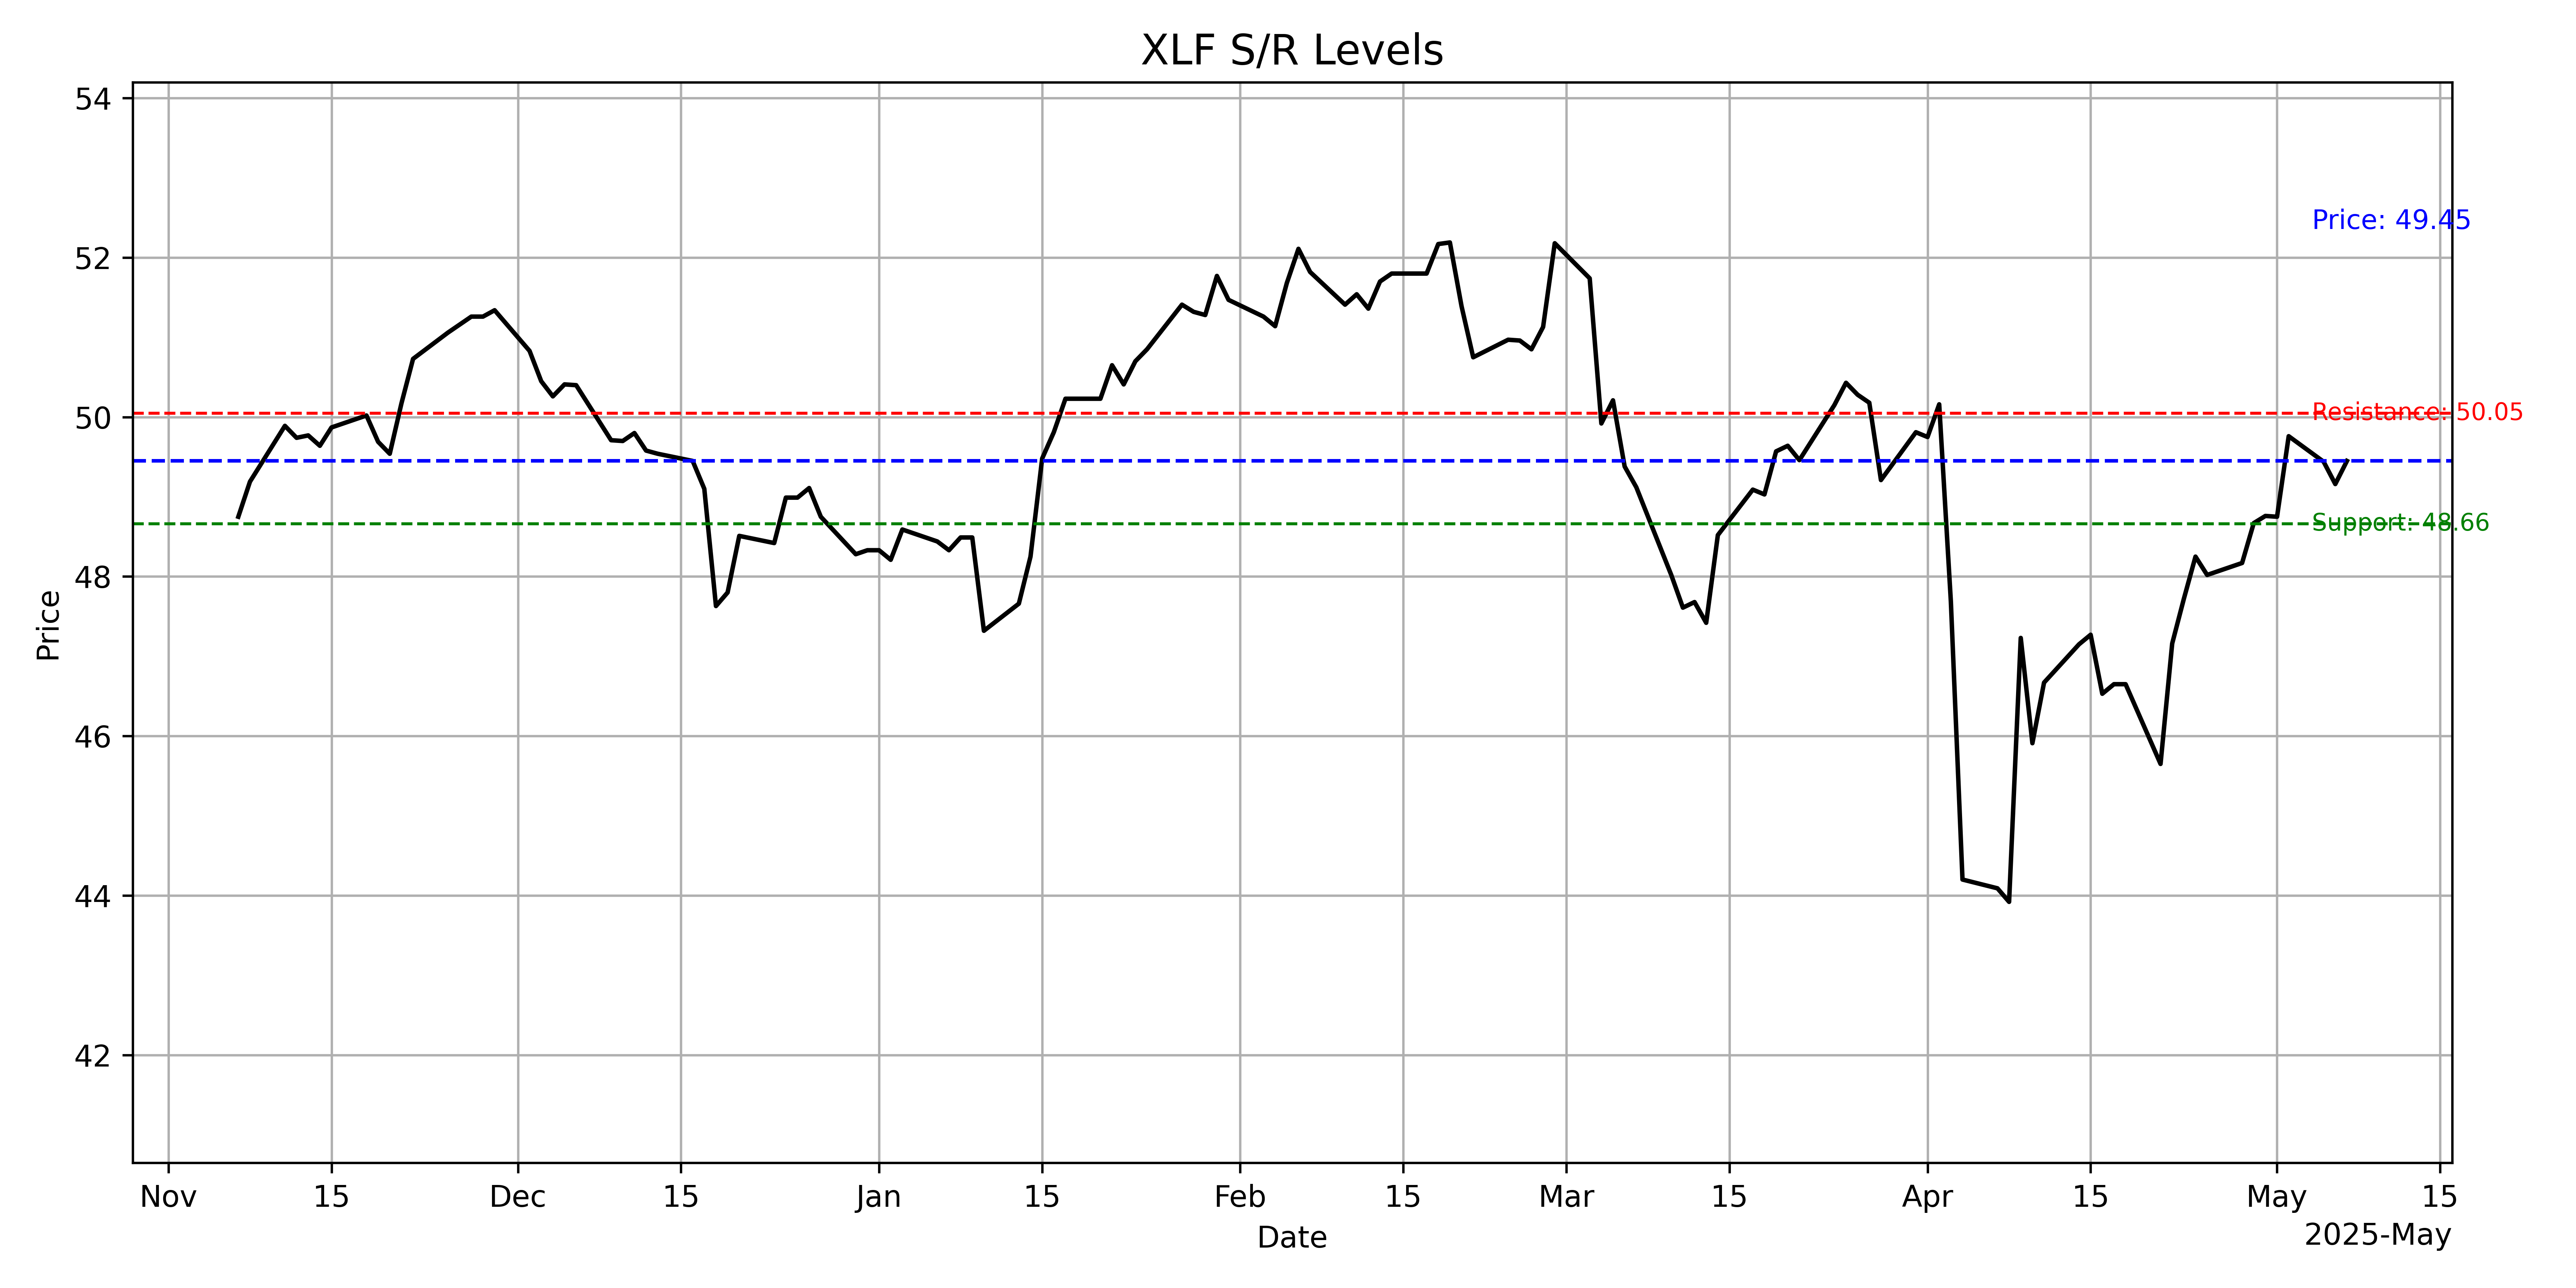 XLF S/R Levels
54
52
50
48
46
44
42
Price
Price: 49.45
Resistance: 50.05
Support: 48.66
Nov 15 Dec 15 Jan 15 Feb 15 Mar 15 Apr 15 May 15
Date
2025-May